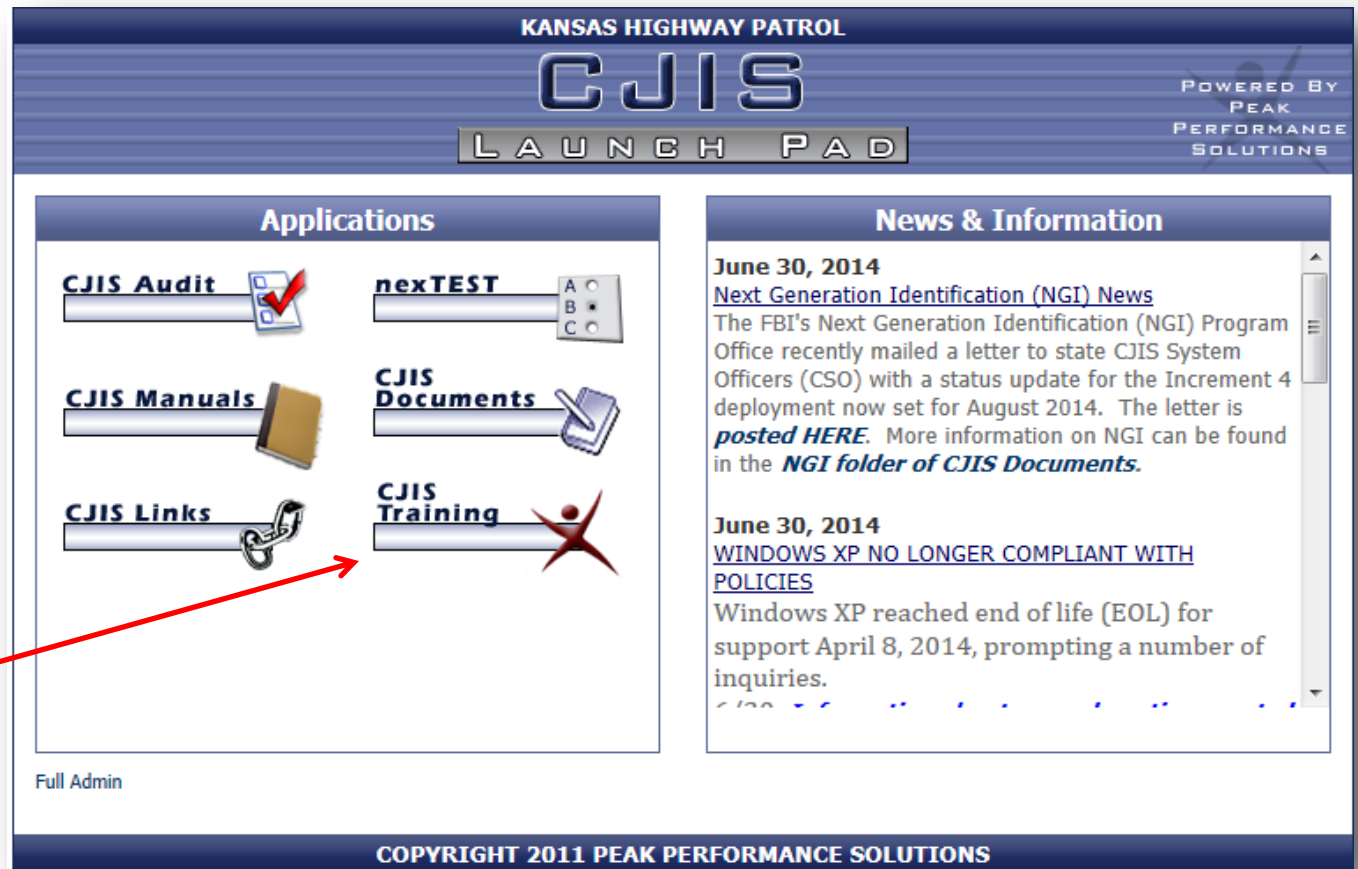 KANSAS HIGHWAY PATROL
CJIS
LAUNCH PAD
POWERED BY
PEAK
PERFORMANCE
SOLUTIONS
Applications
CJIS Audit
nexTEST
A
B
C
CJIS Manuals
CJIS
Documents
CJIS Links
CJIS
Training
News & Information
June 30, 2014
Next Generation Identification (NGI) News
The FBI's Next Generation Identification (NGI) Program
Office recently mailed a letter to state CJIS System
Officers (CSO) with a status update for the Increment 4
deployment now set for August 2014. The letter is
posted HERE. More information on NGI can be found
in the NGI folder of CJIS Documents.
June 30, 2014
WINDOWS XP NO LONGER COMPLIANT WITH
POLICIES
Windows XP reached end of life (EOL) for
support April 8, 2014, prompting a number of
inquiries.
Full Admin
COPYRIGHT 2011 PEAK PERFORMANCE SOLUTIONS